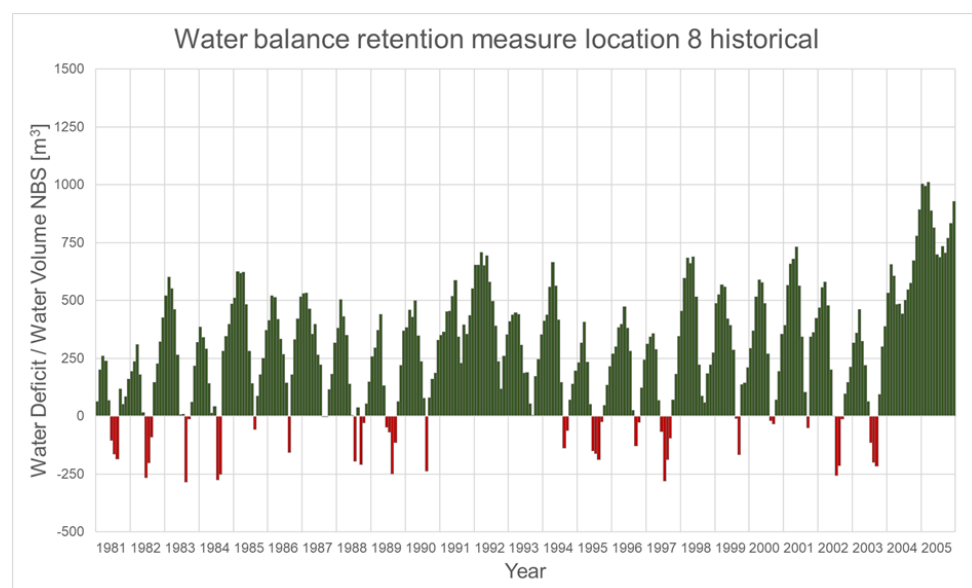 Water balance retention measure location 8 historical
Water Deficit / Water Volume NBS [m³]
1500
1250
1000
750
500
250
0
-250
-500
1981 1982 1983 1984 1985 1986 1987 1988 1989 1990 1991 1992 1993 1994 1995 1996 1997 1998 1999 2000 2001 2002 2003 2004 2005
Year